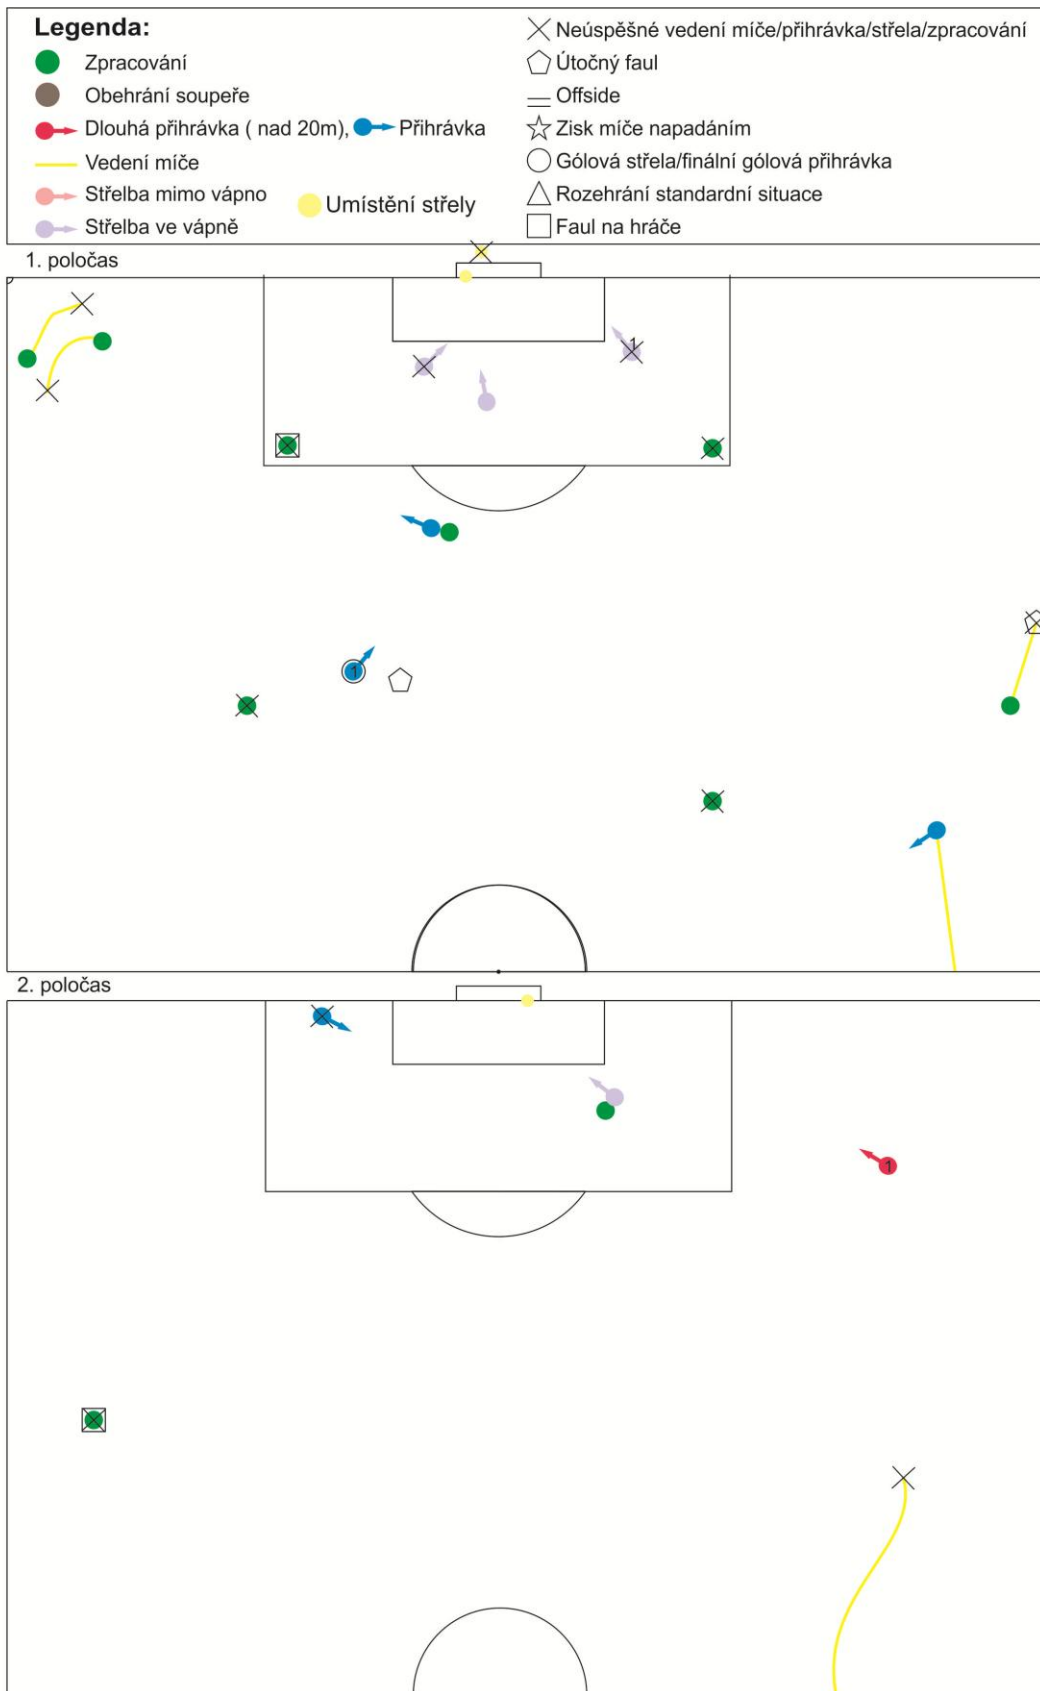 Legenda:
Zpracování
Obehrání soupeře
Dlouhá přihrávka ( nad 20m), Přihrávka
Vedení míče
Střelba mimo vápno
Umístění střely
Střelba ve vápně
Neúspěšné vedení míče/přihrávka/střela/zpracování
Útočný faul
Offside
Zisk míče napadáním
Gólová střela/finální gólová přihrávka
Rozehrání standardní situace
Faul na hráče
1. poločas
1
1
2. poločas
1